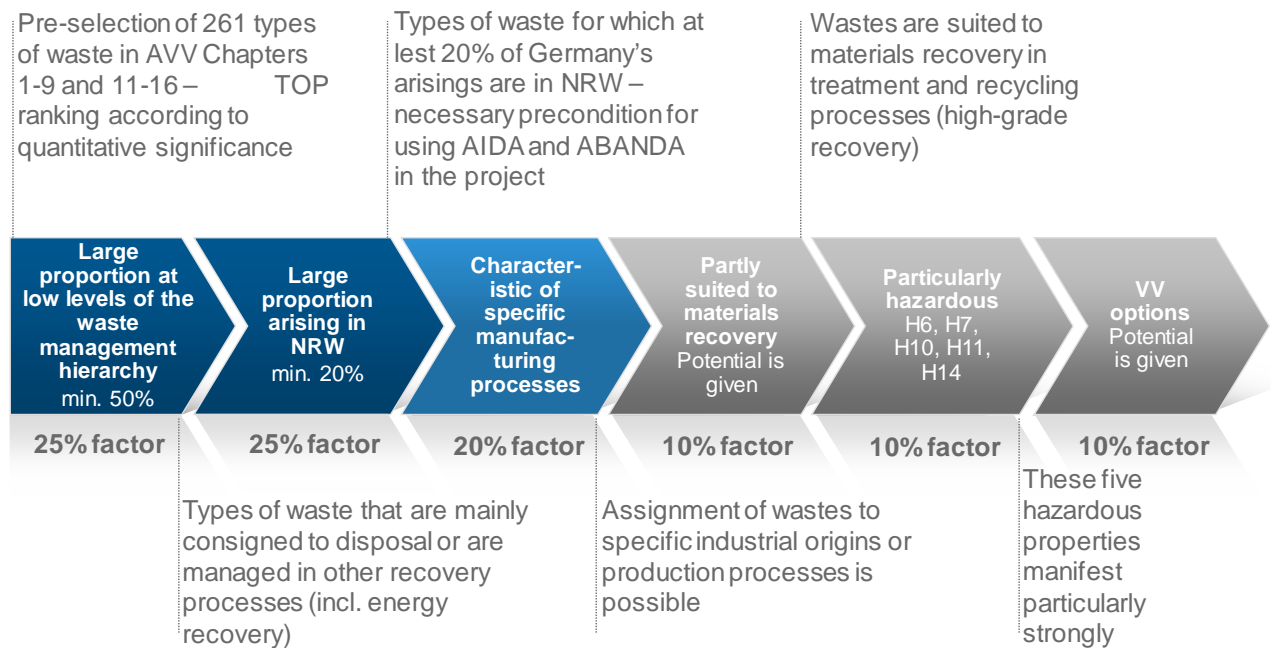 Pre-selection of 261 types
of waste in AVV Chapters
1-9 and 11-16 – TOP
ranking according to
quantitative significance
Types of waste for which at
lest 20% of Germany's
arisings are in NRW –
necessary precondition for
using AIDA and ABANDA
in the project
Wastes are suited to
materials recovery in
treatment and recycling
processes (high-grade
recovery)
Large
proportion at
low levels of the
waste
management
hierarchy
min. 50%
Large
proportion
arising in
NRW
min. 20%
Character-
istic of
specific
manufac-
turing
processes
Partly
suited to
materials
recovery
Potential is
given
Particularly
hazardous
H6, H7,
H10, H11,
H14
VV
options
Potential
is given
25% factor
25% factor
20% factor
10% factor
10% factor
10% factor
Types of waste that are mainly
consigned to disposal or are
managed in other recovery
processes (incl. energy
recovery)
Assignment of wastes to
specific industrial origins or
production processes is
possible
These five
hazardous
properties
manifest
particularly
strongly